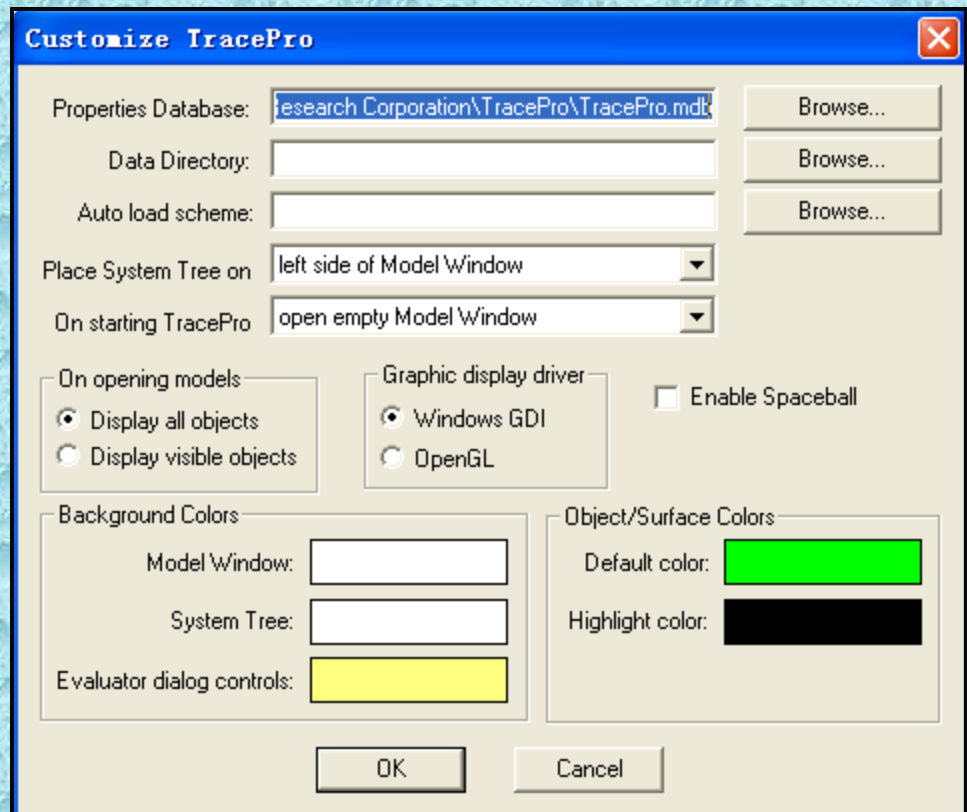 Customize TracePro
Properties Database: esearch Corporation\TracePro\TracePro.mdb Browse...
Data Directory: Browse...
Auto load scheme: Browse...
Place System Tree on left side of Model Window
On starting TracePro open empty Model Window
On opening models
Display all objects
Display visible objects
Graphic display driver
Windows GDI
OpenGL
Enable Spaceball
Background Colors
Model Window:
System Tree:
Evaluator dialog controls:
Object/Surface Colors
Default color:
Highlight color:
OK Cancel